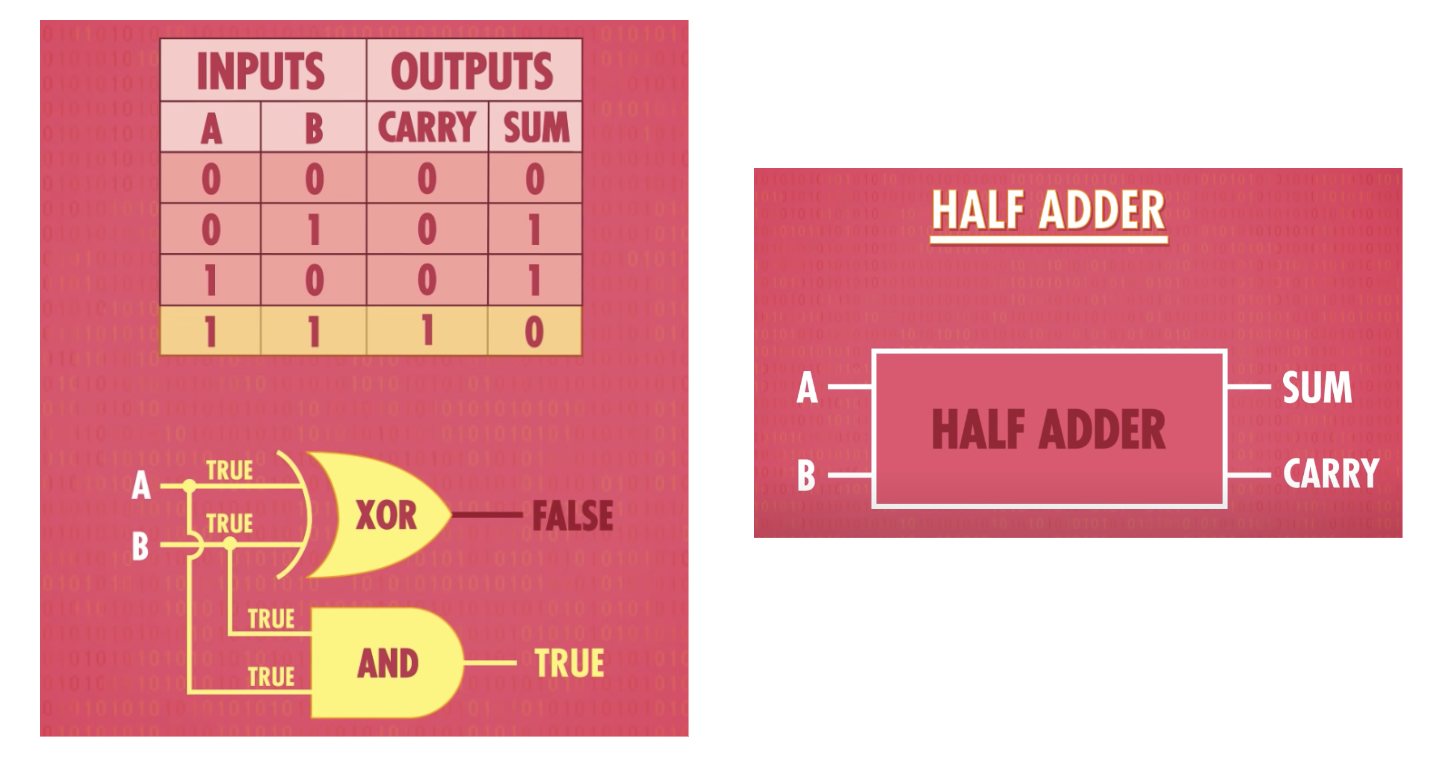 INPUTS OUTPUTS
A B CARRY SUM
0 0 0 0
0 1 0 1
1 0 0 1
1 1 1 0
A TRUE
XOR FALSE
B TRUE
TRUE
AND TRUE
TRUE
HALF ADDER
A SUM
HALF ADDER
B CARRY